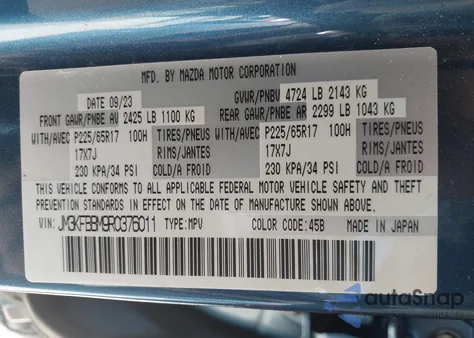 MFD. BY MAZDA MOTOR CORPORATION
DATE 09/23 GVWR/PNBV 4724 LB 2143 KG
FRONT GAWR/PNBE AV 2425 LB 1100 KG REAR GAWR/PNBE AR 2299 LB 1043 KG
WITH/AVEC P225/65R17 100H TIRES/PNEUS WITH/AVEC P225/65R17 100H TIRES/PNEUS
17X7J RIMS/JANTES 17X7J RIMS/JANTES
230 KPA/34 PSI COLD/A FROID 230 KPA/34 PSI COLD/A FROID
THIS VEHICLE CONFORMS TO ALL APPLICABLE FEDERAL MOTOR VEHICLE SAFETY AND THEFT
PREVENTION STANDARDS IN EFFECT ON THE DATE OF MANUFACTURE SHOWN ABOVE.
VIN: JM3KFBBM9R0376011 TYPE: MPV COLOR CODE: 45B MADE IN JAPAN
autoSnap